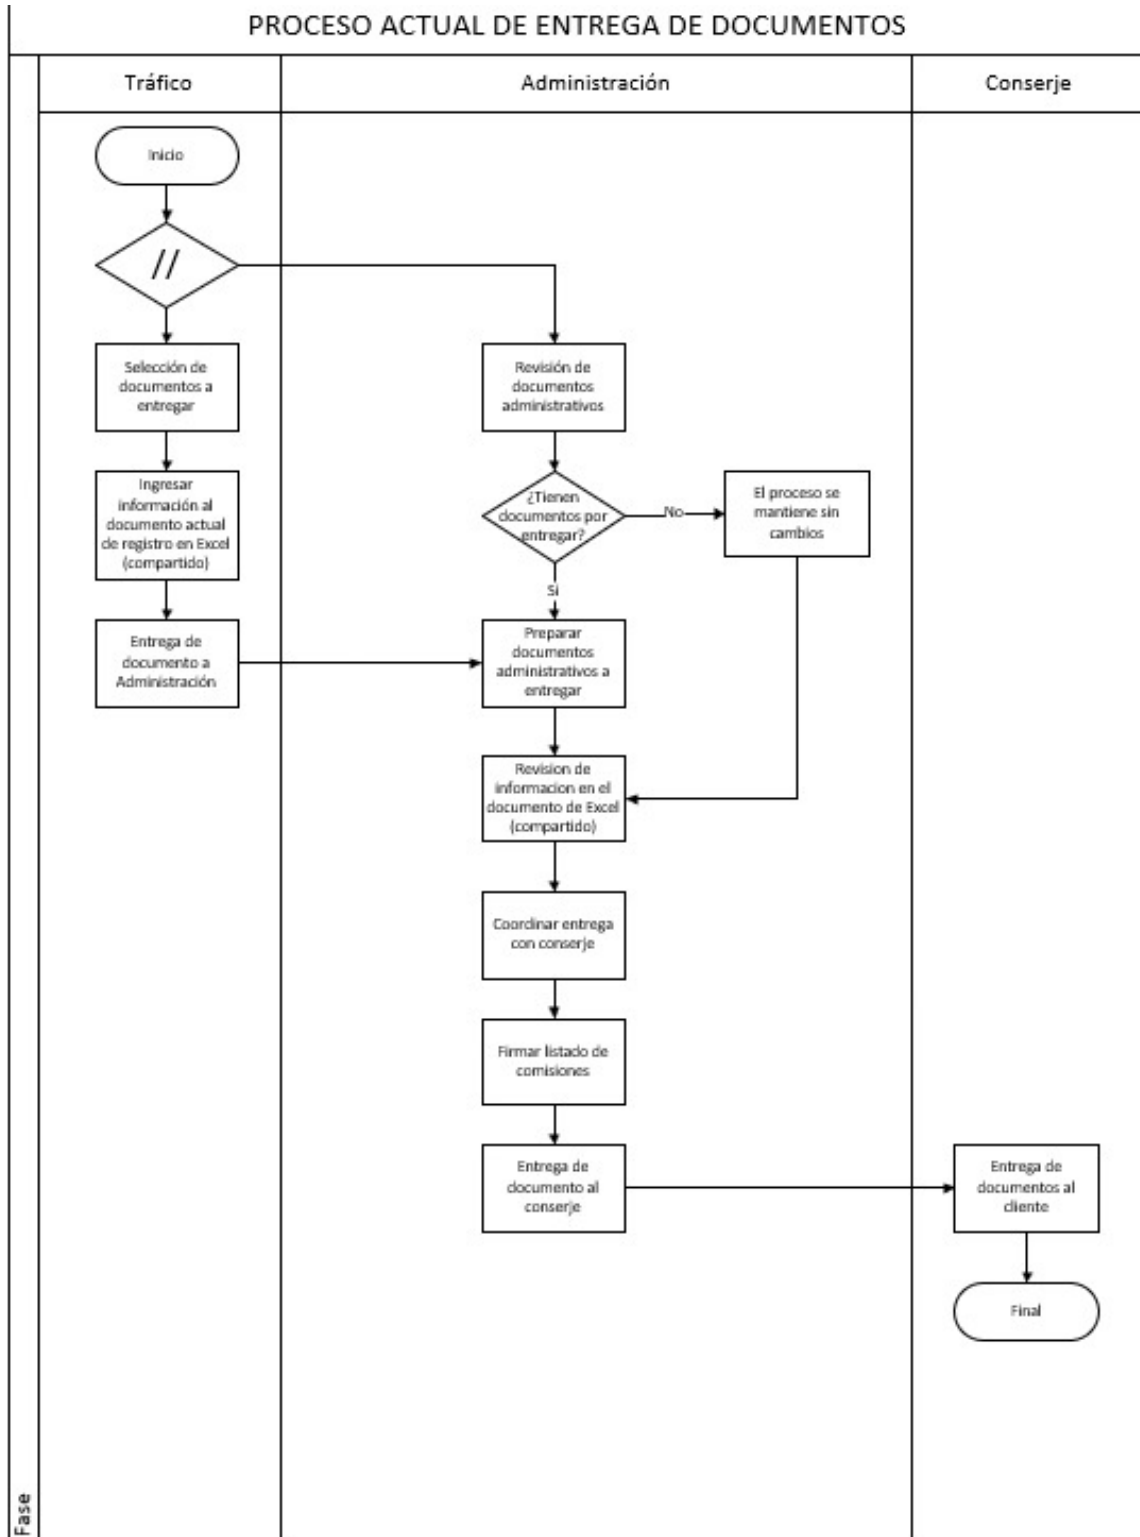 PROCESO ACTUAL DE ENTREGA DE DOCUMENTOS
Tráfico
Administración
Conserje
Inicio
//
Selección de
documentos a
entregar
Revisión de
documentos
administrativos
Ingresar
información al
documento actual
de registro en Excel
(compartido)
¿Tienen
documentos por
entregar?
No
El proceso se
mantiene sin
cambios
Sí
Entrega de
documento a
Administración
Preparar
documentos
administrativos a
entregar
Revision de
informacion en el
documento de Excel
(compartido)
Coordinar entrega
con conserje
Firmar listado de
comisiones
Entrega de
documento al
conserje
Entrega de
documentos al
cliente
Final
Fase